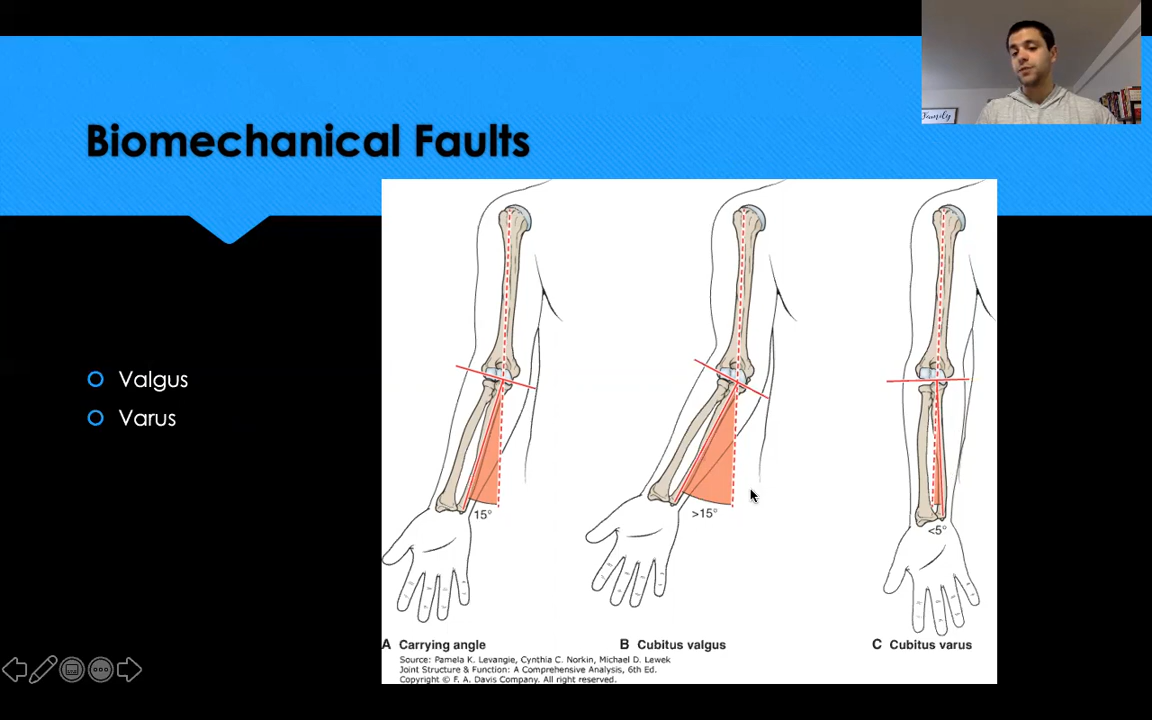 Family
Biomechanical Faults
Valgus
Varus
15°
>15°
<5°
A Carrying angle
B Cubitus valgus
C Cubitus varus
Source: Pamela K. Levangie, Cynthia C. Norkin, Michael D. Lewek
Joint Structure & Function: A Comprehensive Analysis, 6th Ed.
Copyright © F. A. Davis Company. All right reserved.